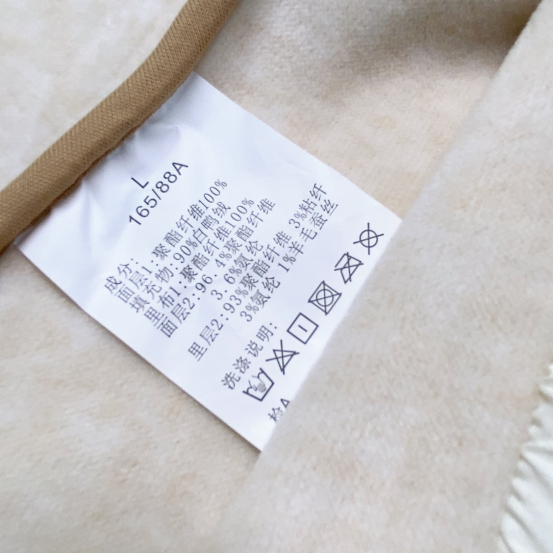 L
165/88A
成分:
面层1:聚酯纤维100%
填充物:90%白鸭绒
里布1:聚酯纤维100%
面层2:96.4%聚酯纤维
3.6%氨纶
里层2:93%聚酯纤维 3%粘纤
3%氨纶 1%羊毛蚕丝
洗涤说明:
检A